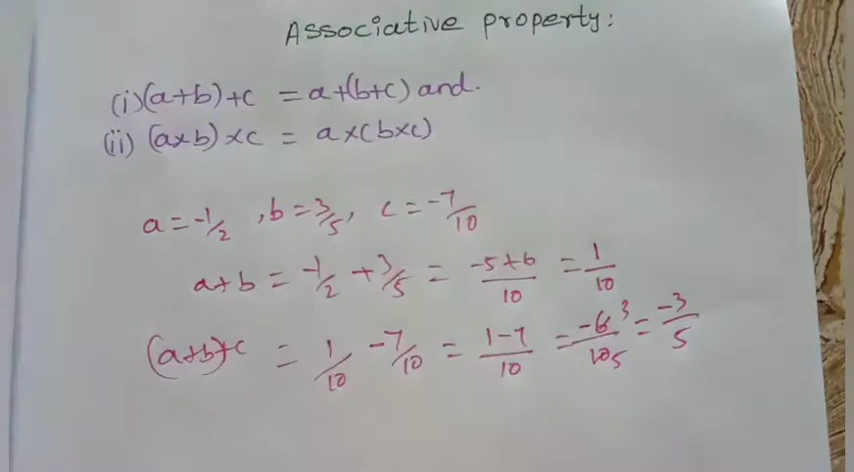 Associative property:
(i) (a+b)+c = a+(b+c) and.
(ii) (a×b)×c = a×(b×c)
a = -1/2, b = 3/5, c = -7/10
a+b = -1/2 + 3/5 = -5+6/10 = 1/10
(a+b)+c = 1/10 -7/10 = 1-7/10 = -6 3/10 5 = -3/5